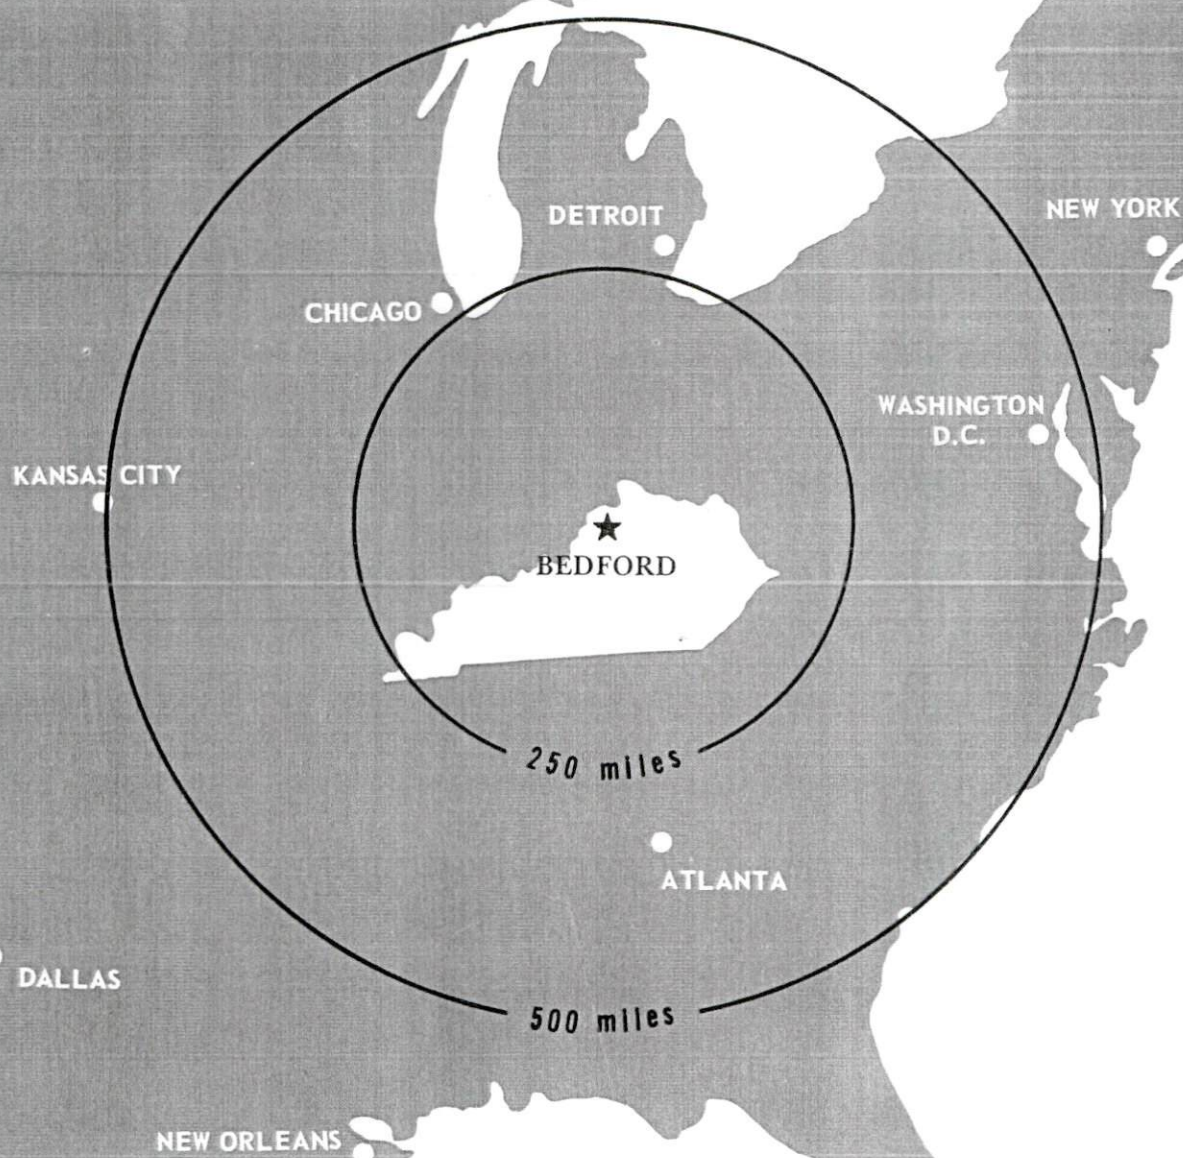 DETROIT
NEW YORK
CHICAGO
WASHINGTON
D.C.
KANSAS CITY
BEDFORD
250 miles
ATLANTA
DALLAS
500 miles
NEW ORLEANS